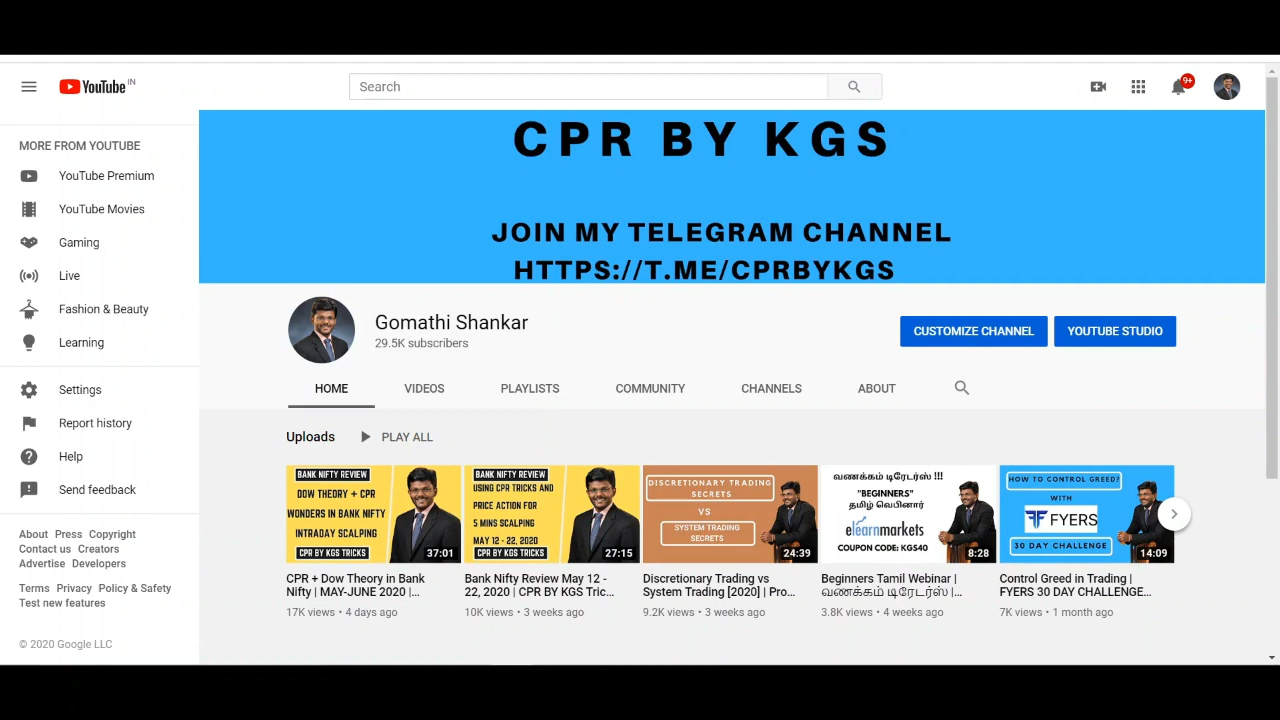 YouTube IN
Search
9+
MORE FROM YOUTUBE
YouTube Premium
YouTube Movies
Gaming
Live
Fashion & Beauty
Learning
Settings
Report history
Help
Send feedback
About Press Copyright
Contact us Creators
Advertise Developers
Terms Privacy Policy & Safety
Test new features
© 2020 Google LLC
CPR BY KGS
JOIN MY TELEGRAM CHANNEL
HTTPS://T.ME/CPRBYKGS
Gomathi Shankar
29.5K subscribers
CUSTOMIZE CHANNEL
YOUTUBE STUDIO
HOME VIDEOS PLAYLISTS COMMUNITY CHANNELS ABOUT
Uploads PLAY ALL
BANK NIFTY REVIEW
DOW THEORY + CPR
WONDERS IN BANK NIFTY
INTRADAY SCALPING
CPR BY KGS TRICKS
37:01
CPR + Dow Theory in Bank
Nifty | MAY-JUNE 2020 |...
17K views • 4 days ago
BANK NIFTY REVIEW
USING CPR TRICKS AND
PRICE ACTION FOR
5 MINS SCALPING
MAY 12 - 22, 2020
CPR BY KGS TRICKS
27:15
Bank Nifty Review May 12 -
22, 2020 | CPR BY KGS Tric...
10K views • 3 weeks ago
DISCRETIONARY TRADING
SECRETS
VS
SYSTEM TRADING
SECRETS
24:39
Discretionary Trading vs
System Trading [2020] | Pro...
9.2K views • 3 weeks ago
வணக்கம் டிரேடர்ஸ் !!!
"BEGINNERS"
தமிழ் வெபினார்
elearnmarkets
COUPON CODE: KGS40
8:28
Beginners Tamil Webinar |
வணக்கம் டிரேடர்ஸ் |...
3.8K views • 4 weeks ago
HOW TO CONTROL GREED?
WITH
FYERS
30 DAY CHALLENGE
14:09
Control Greed in Trading |
FYERS 30 DAY CHALLENGE...
7K views • 1 month ago